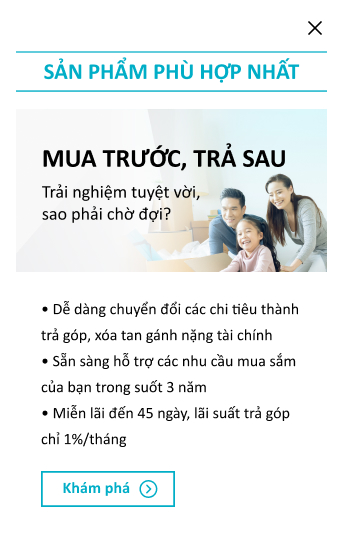 SẢN PHẨM PHÙ HỢP NHẤT
MUA TRƯỚC, TRẢ SAU
Trải nghiệm tuyệt vời,
sao phải chờ đợi?
• Dễ dàng chuyển đổi các chi tiêu thành
trả góp, xóa tan gánh nặng tài chính
• Sẵn sàng hỗ trợ các nhu cầu mua sắm
của bạn trong suốt 3 năm
• Miễn lãi đến 45 ngày, lãi suất trả góp
chỉ 1%/tháng
Khám phá